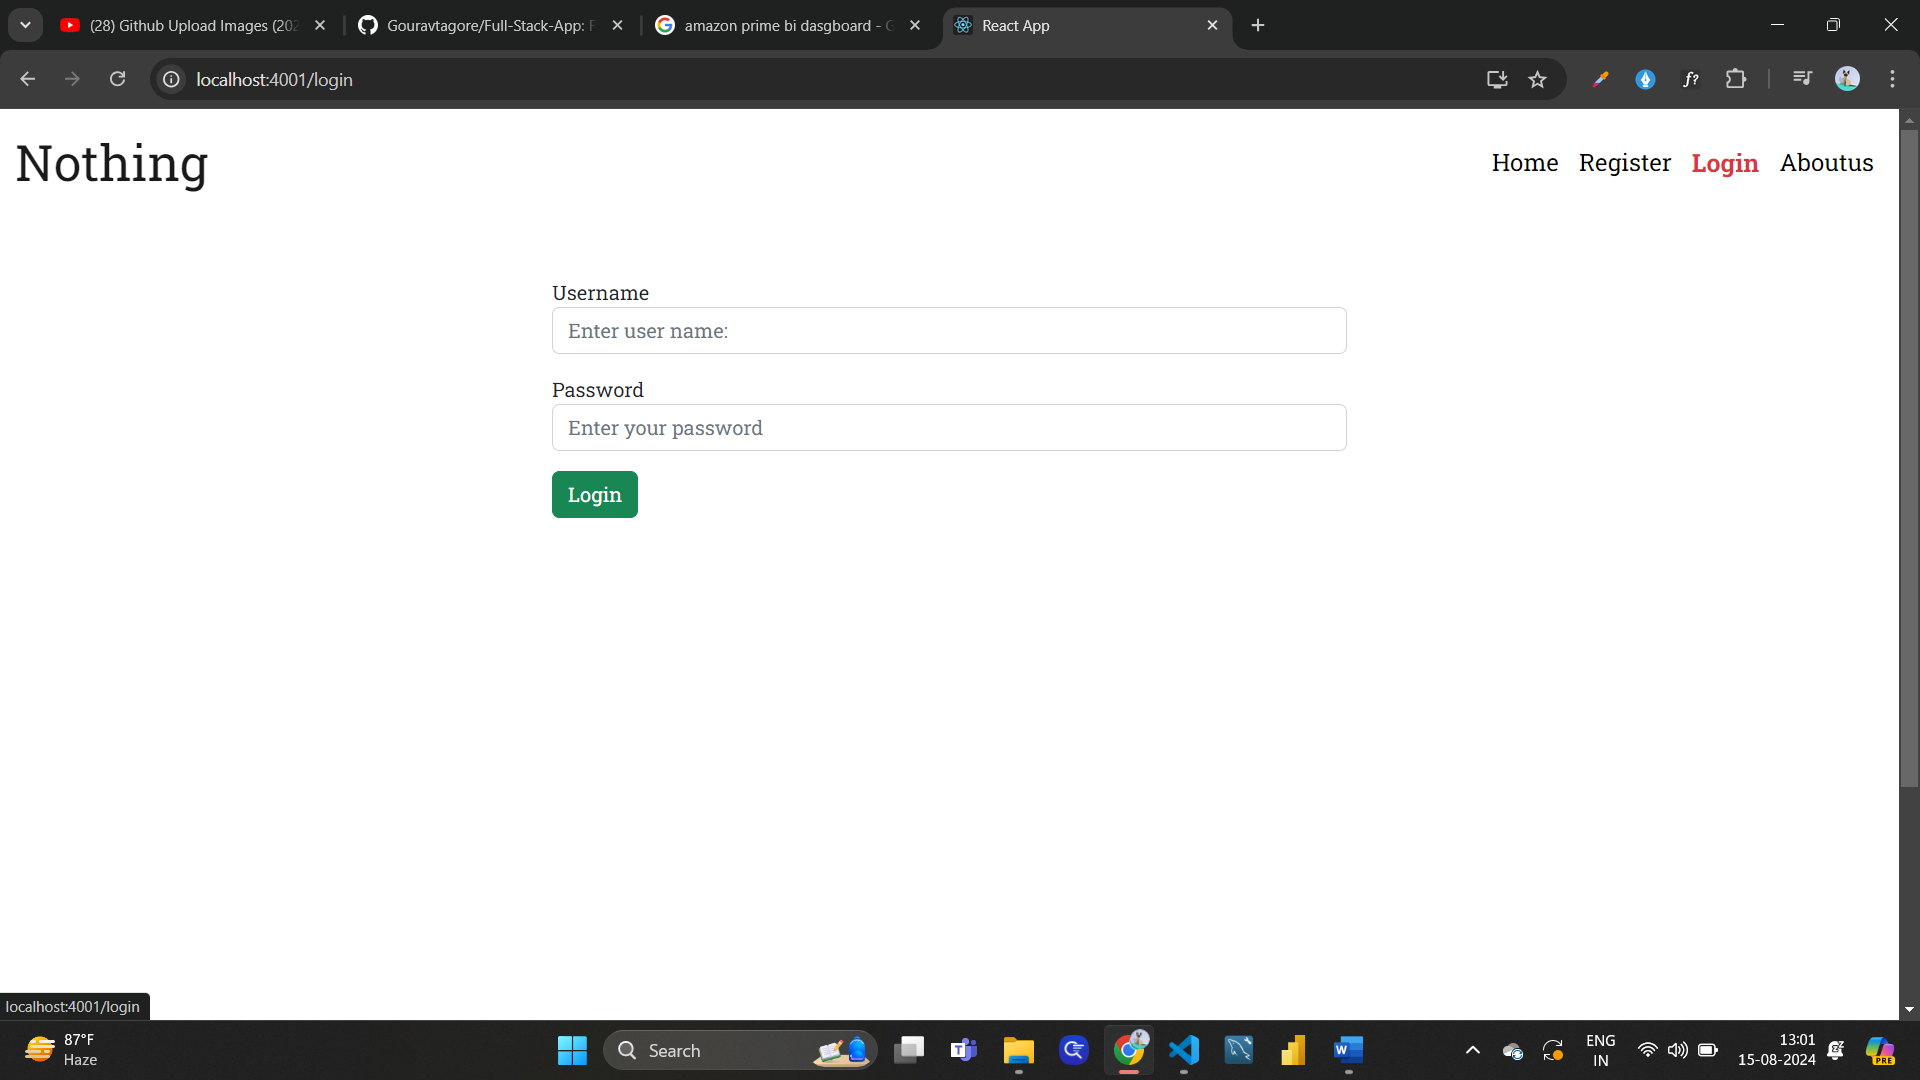 (28) Github Upload Images (202
Gouravtagore/Full-Stack-App: F
amazon prime bi dasgboard - G
React App
localhost:4001/login
f?
Nothing
Home Register Login Aboutus
Username
Enter user name:
Password
Enter your password
Login
localhost:4001/login
87°F
Haze
Search
ENG
IN
13:01
15-08-2024
PRE